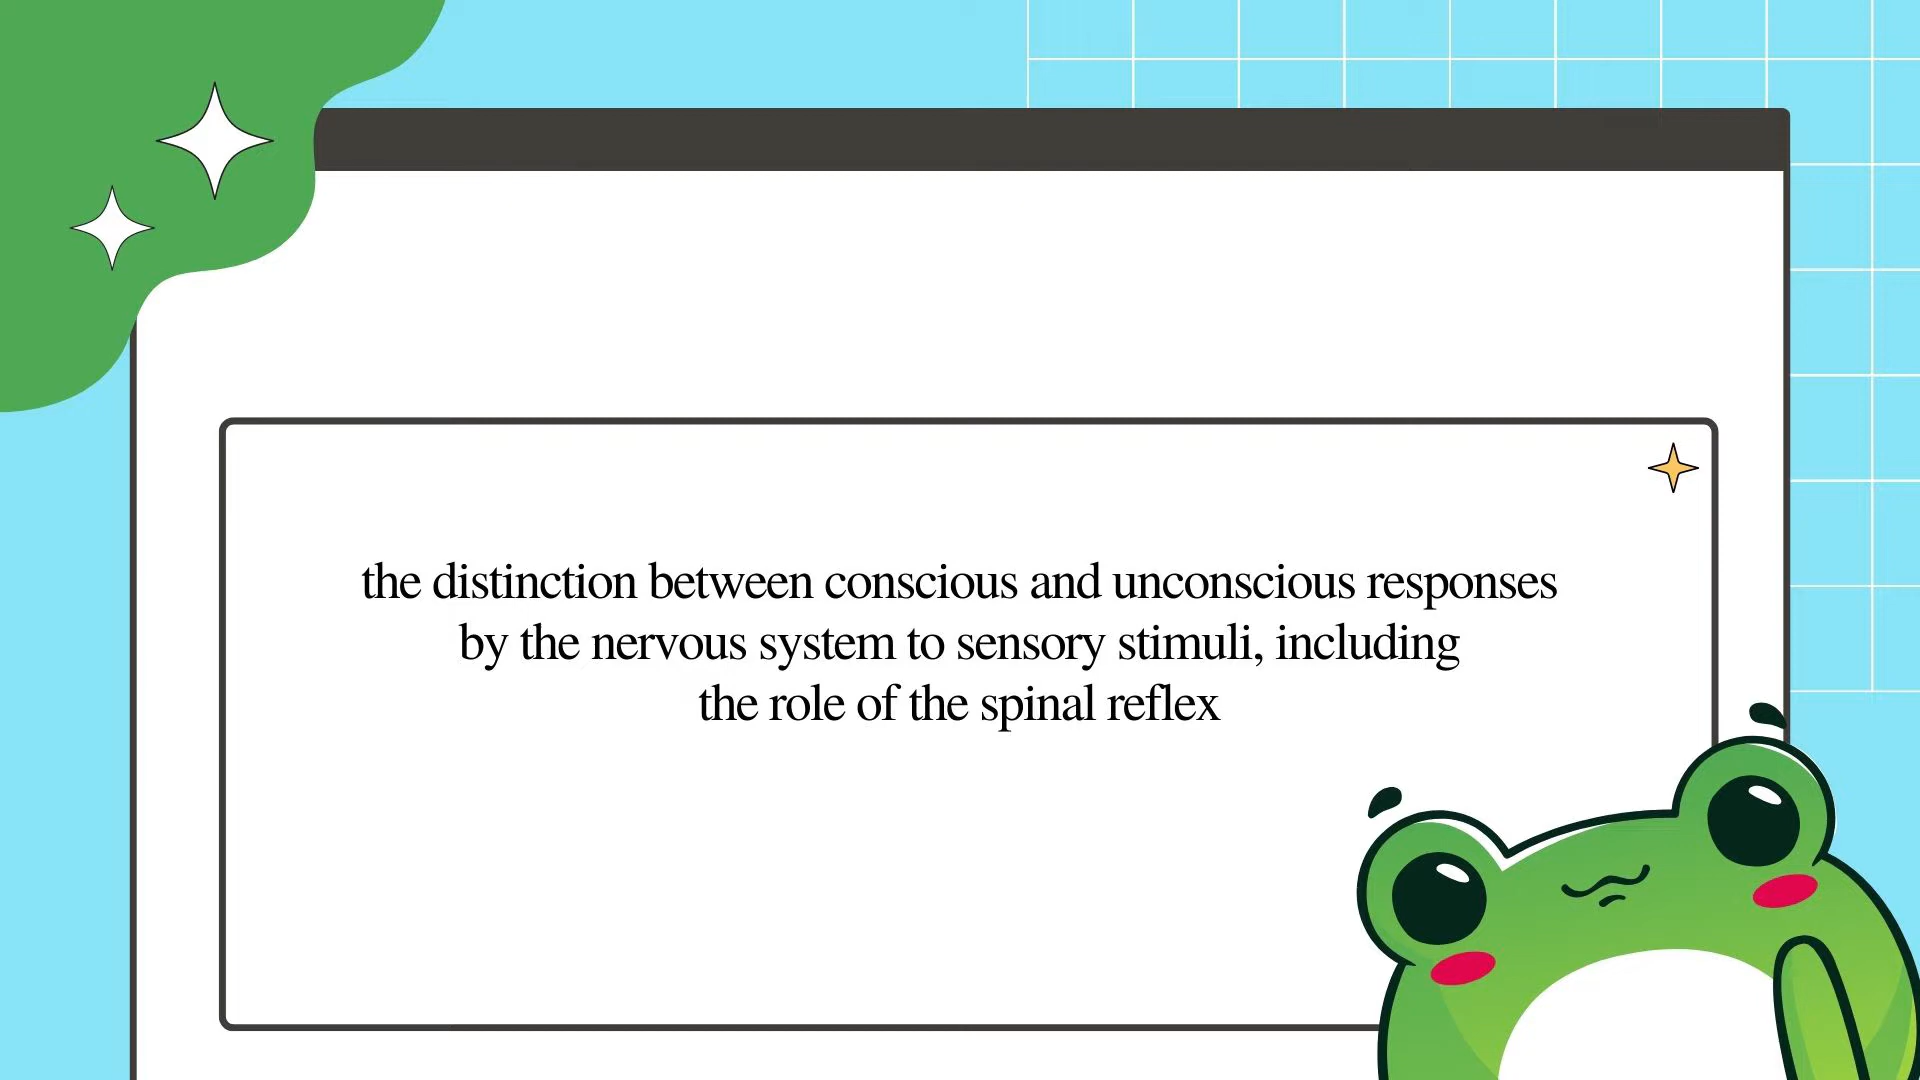 the distinction between conscious and unconscious responses
by the nervous system to sensory stimuli, including
the role of the spinal reflex